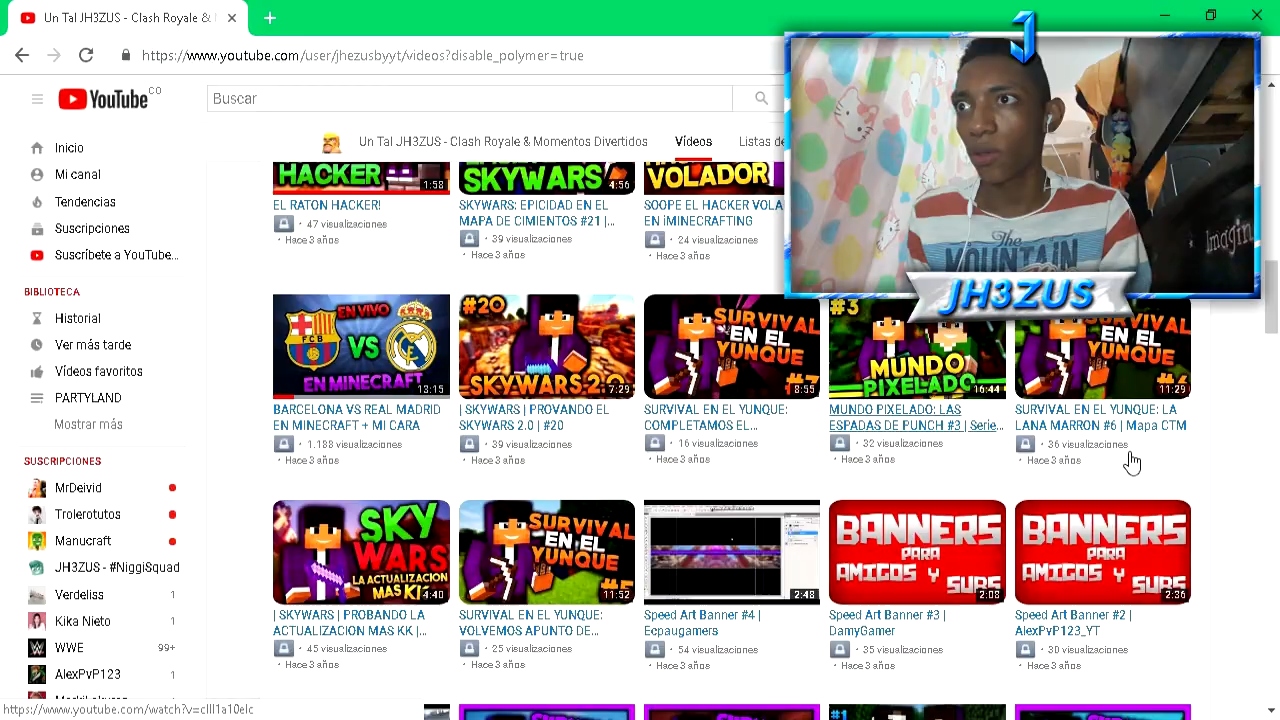 Un Tal JH3ZUS - Clash Royale & 
https://www.youtube.com/user/jhezusbyyt/videos?disable_polymer=true
YouTube CO
Buscar
Inicio
Mi canal
Tendencias
Suscripciones
Suscríbete a YouTube...
BIBLIOTECA
Historial
Ver más tarde
Vídeos favoritos
PARTYLAND
Mostrar más
SUSCRIPCIONES
MrDeivid
Trolerotutos
Manucraft
JH3ZUS - #NiggiSquad
Verdeliss 1
Kika Nieto 1
WWE 99+
AlexPvP123 1
Un Tal JH3ZUS - Clash Royale & Momentos Divertidos
Vídeos
Listas de
J
The
MOUNTAIN
Imagin
JH3ZUS
HACKER
1:58
EL RATON HACKER!
47 visualizaciones
Hace 3 años
SKYWARS
4:56
SKYWARS: EPICIDAD EN EL
MAPA DE CIMIENTOS #21 |...
39 visualizaciones
Hace 3 años
VOLADOR
SOOPE EL HACKER VOLA
EN iMINECRAFTING
24 visualizaciones
Hace 3 años
EN VIVO
FCB
VS
EN MINECRAFT
13:15
BARCELONA VS REAL MADRID
EN MINECRAFT + MI CARA
1.188 visualizaciones
Hace 3 años
#20
SKYWARS 2.0
7:29
| SKYWARS | PROVANDO EL
SKYWARS 2.0 | #20
39 visualizaciones
Hace 3 años
SURVIVAL
EN EL
YUNQUE
8:55
SURVIVAL EN EL YUNQUE:
COMPLETAMOS EL...
16 visualizaciones
Hace 3 años
#3
MUNDO
PIXELADO
16:44
MUNDO PIXELADO: LAS
ESPADAS DE PUNCH #3 | Serie...
32 visualizaciones
Hace 3 años
SURVIVAL
EN EL
YUNQUE
11:29
SURVIVAL EN EL YUNQUE: LA
LANA MARRON #6 | Mapa CTM
36 visualizaciones
Hace 3 años
SKY
WARS
LA ACTUALIZACION
MAS KK
4:40
| SKYWARS | PROBANDO LA
ACTUALIZACION MAS KK |...
45 visualizaciones
Hace 3 años
SURVIVAL
EN EL
YUNQUE
#5
11:52
SURVIVAL EN EL YUNQUE:
VOLVEMOS APUNTO DE...
25 visualizaciones
Hace 3 años
2:48
Speed Art Banner #4 |
Ecpaugamers
54 visualizaciones
Hace 3 años
BANNERS
PARA
AMIGOS Y
SUBS
2:08
Speed Art Banner #3 |
DamyGamer
35 visualizaciones
Hace 3 años
BANNERS
PARA
AMIGOS Y
SUBS
2:36
Speed Art Banner #2 |
AlexPvP123_YT
30 visualizaciones
Hace 3 años
#1